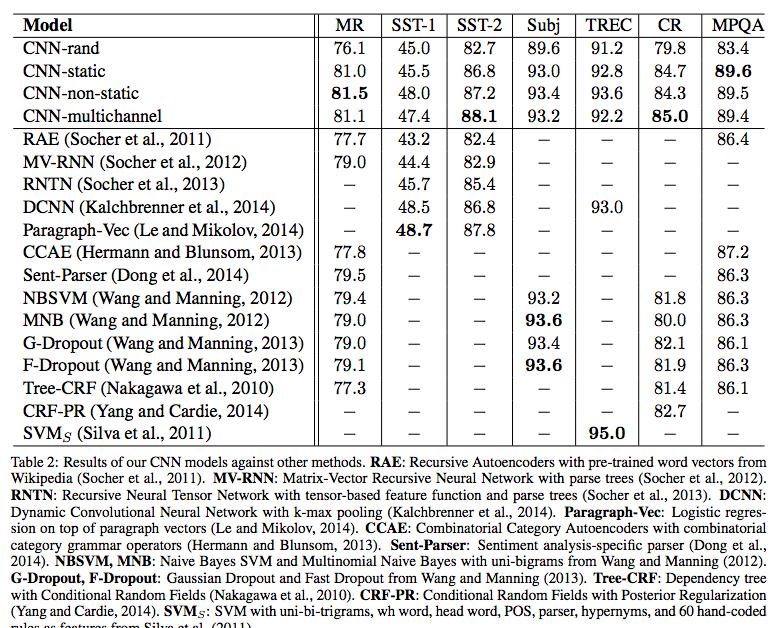 Model MR SST-1 SST-2 Subj TREC CR MPQA
CNN-rand 76.1 45.0 82.7 89.6 91.2 79.8 83.4
CNN-static 81.0 45.5 86.8 93.0 92.8 84.7 89.6
CNN-non-static 81.5 48.0 87.2 93.4 93.6 84.3 89.5
CNN-multichannel 81.1 47.4 88.1 93.2 92.2 85.0 89.4
RAE (Socher et al., 2011) 77.7 43.2 82.4 — — — 86.4
MV-RNN (Socher et al., 2012) 79.0 44.4 82.9 — — — —
RNTN (Socher et al., 2013) — 45.7 85.4 — — — —
DCNN (Kalchbrenner et al., 2014) — 48.5 86.8 — 93.0 — —
Paragraph-Vec (Le and Mikolov, 2014) — 48.7 87.8 — — — —
CCAE (Hermann and Blunsom, 2013) 77.8 — — — — — 87.2
Sent-Parser (Dong et al., 2014) 79.5 — — — — — 86.3
NBSVM (Wang and Manning, 2012) 79.4 — — 93.2 — 81.8 86.3
MNB (Wang and Manning, 2012) 79.0 — — 93.6 — 80.0 86.3
G-Dropout (Wang and Manning, 2013) 79.0 — — 93.4 — 82.1 86.1
F-Dropout (Wang and Manning, 2013) 79.1 — — 93.6 — 81.9 86.3
Tree-CRF (Nakagawa et al., 2010) 77.3 — — — — 81.4 86.1
CRF-PR (Yang and Cardie, 2014) — — — — — 82.7 —
SVMS (Silva et al., 2011) — — — — 95.0 — —
Table 2: Results of our CNN models against other methods. RAE: Recursive Autoencoders with pre-trained word vectors from
Wikipedia (Socher et al., 2011). MV-RNN: Matrix-Vector Recursive Neural Network with parse trees (Socher et al., 2012).
RNTN: Recursive Neural Tensor Network with tensor-based feature function and parse trees (Socher et al., 2013). DCNN:
Dynamic Convolutional Neural Network with k-max pooling (Kalchbrenner et al., 2014). Paragraph-Vec: Logistic regres-
sion on top of paragraph vectors (Le and Mikolov, 2014). CCAE: Combinatorial Category Autoencoders with combinatorial
category grammar operators (Hermann and Blunsom, 2013). Sent-Parser: Sentiment analysis-specific parser (Dong et al.,
2014). NBSVM, MNB: Naive Bayes SVM and Multinomial Naive Bayes with uni-bigrams from Wang and Manning (2012).
G-Dropout, F-Dropout: Gaussian Dropout and Fast Dropout from Wang and Manning (2013). Tree-CRF: Dependency tree
with Conditional Random Fields (Nakagawa et al., 2010). CRF-PR: Conditional Random Fields with Posterior Regularization
(Yang and Cardie, 2014). SVMS: SVM with uni-bi-trigrams, wh word, head word, POS, parser, hypernyms, and 60 hand-coded
rules as features from Silva et al. (2011).